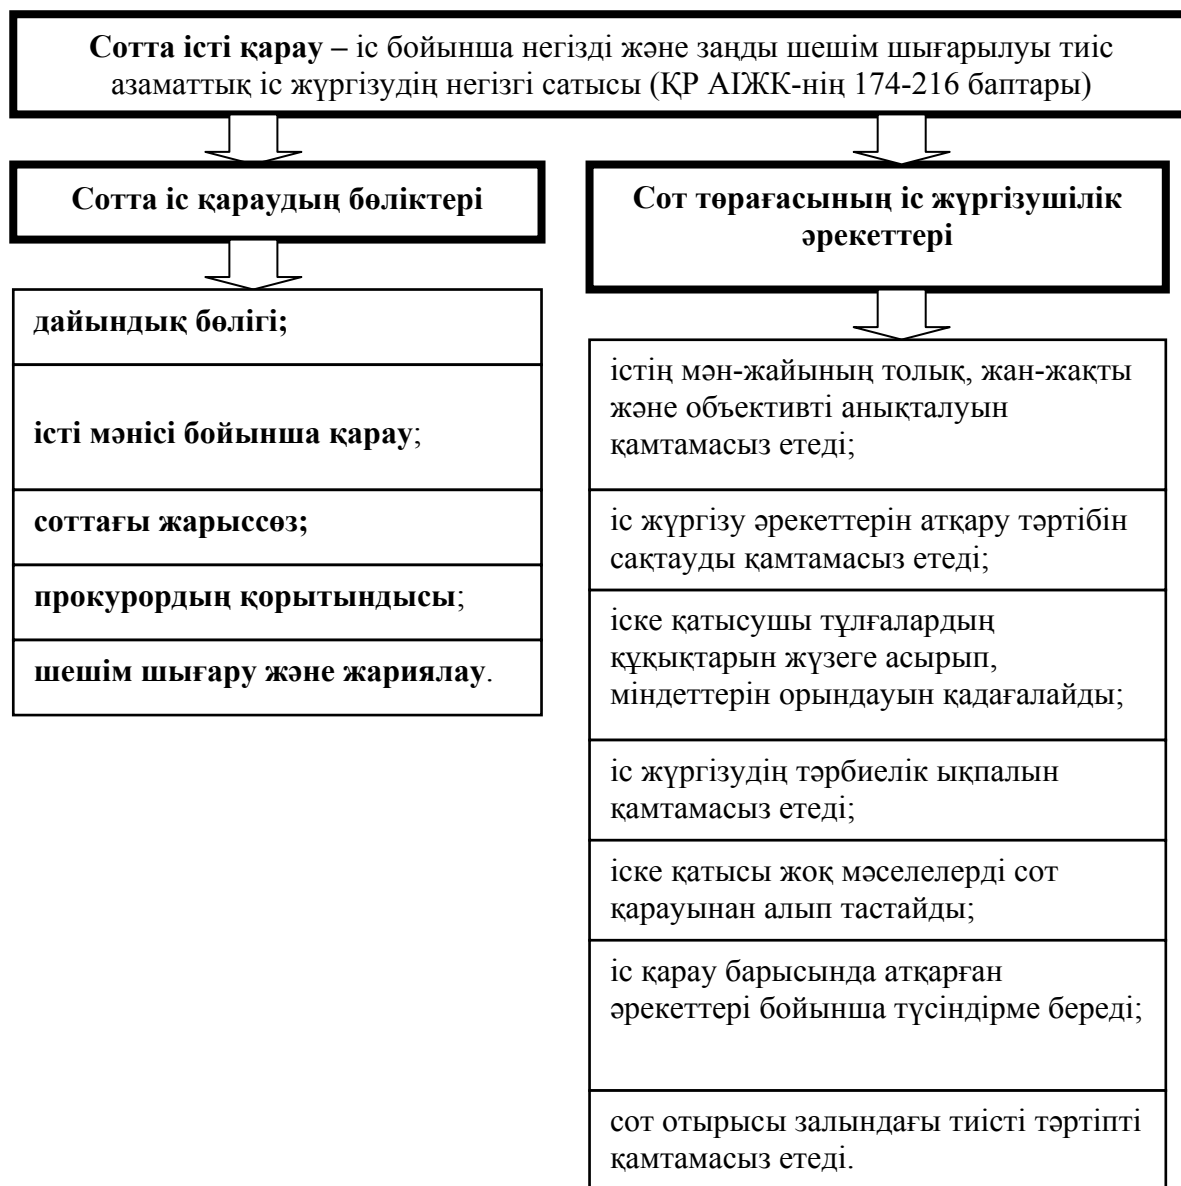 Сотта істі қарау – іс бойынша негізді және заңды шешім шығарылуы тиіс
азаматтық іс жүргізудің негізгі сатысы (ҚР АІЖК-нің 174-216 баптары)
Сотта іс қараудың бөліктері
дайындық бөлігі;
істі мәнісі бойынша қарау;
соттағы жарыссөз;
прокурордың қорытындысы;
шешім шығару және жариялау.
Сот төрағасының іс жүргізушілік
әрекеттері
істің мән-жайының толық, жан-жақты
және объективті анықталуын
қамтамасыз етеді;
іс жүргізу әрекеттерін атқару тәртібін
сақтауды қамтамасыз етеді;
іске қатысушы тұлғалардың
құқықтарын жүзеге асырып,
міндеттерін орындауын қадағалайды;
іс жүргізудің тәрбиелік ықпалын
қамтамасыз етеді;
іске қатысы жоқ мәселелерді сот
қарауынан алып тастайды;
іс қарау барысында атқарған
әрекеттері бойынша түсіндірме береді;
сот отырысы залындағы тиісті тәртіпті
қамтамасыз етеді.